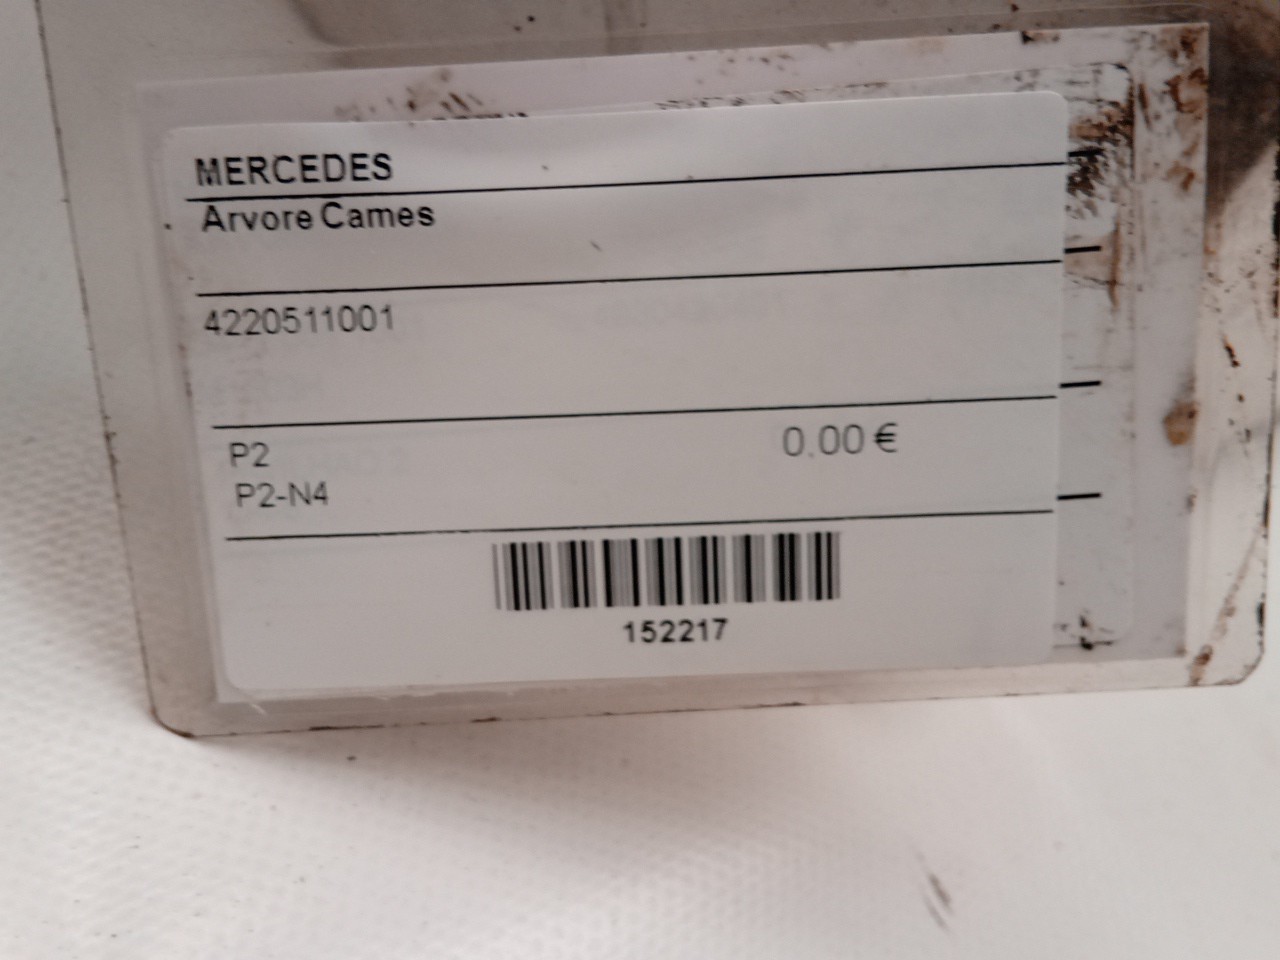 MERCEDES
Arvore Cames
4220511001
P2
0.00 €
P2-N4
152217